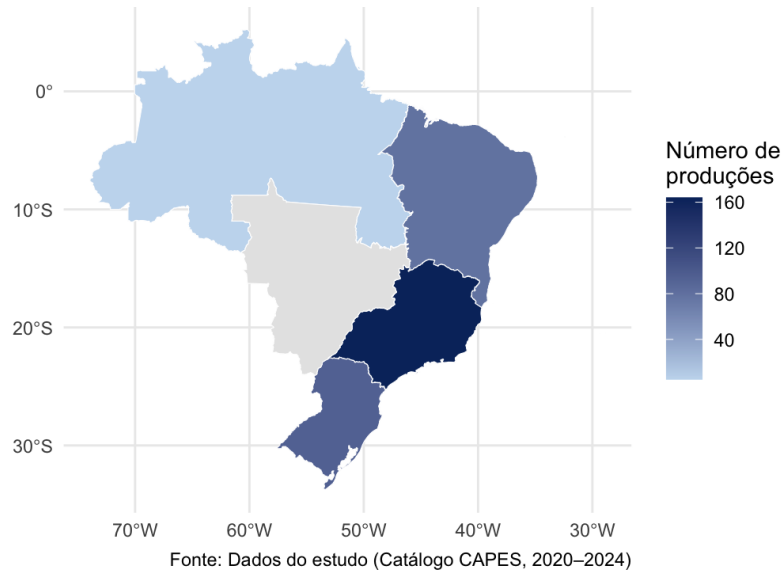 0°
10°S
20°S
30°S
70°W 60°W 50°W 40°W 30°W
Número de
produções
160
120
80
40
Fonte: Dados do estudo (Catálogo CAPES, 2020–2024)